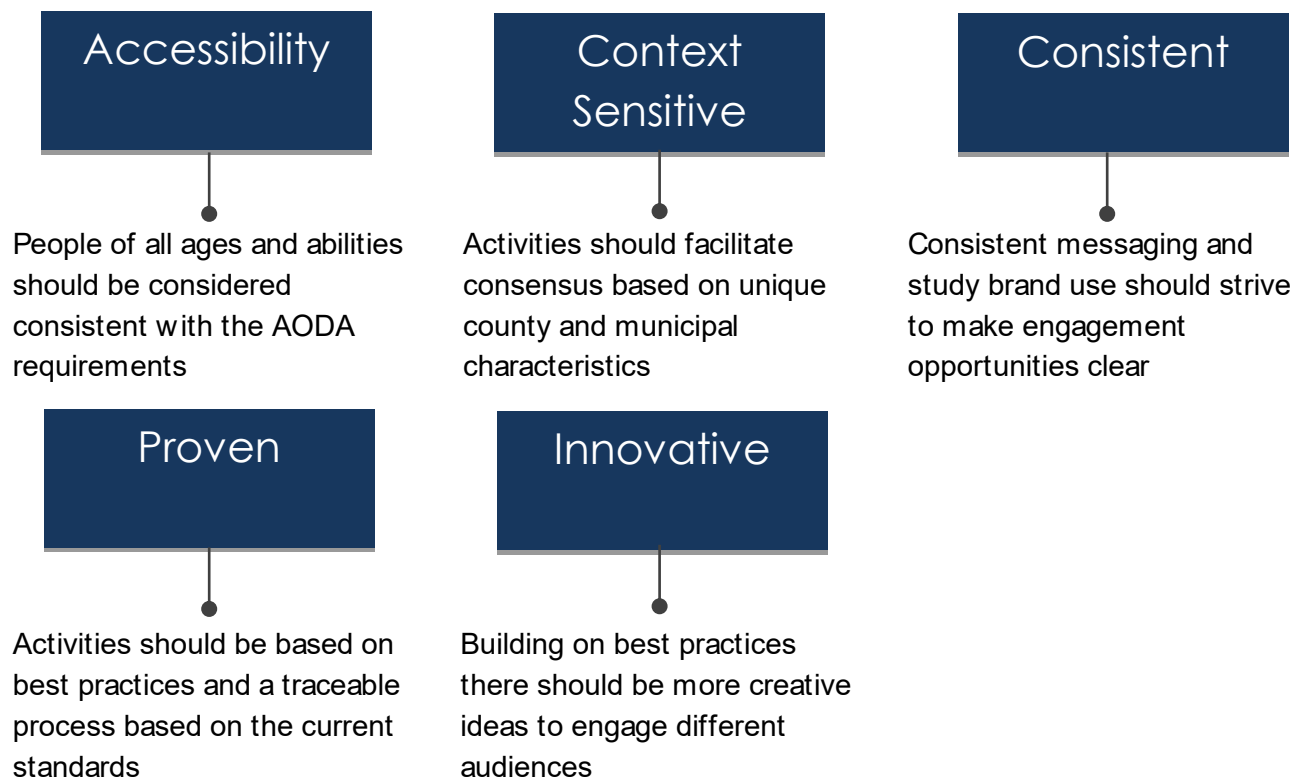 Accessibility
People of all ages and abilities
should be considered
consistent with the AODA
requirements
Context
Sensitive
Activities should facilitate
consensus based on unique
county and municipal
characteristics
Consistent
Consistent messaging and
study brand use should strive
to make engagement
opportunities clear
Proven
Activities should be based on
best practices and a traceable
process based on the current
standards
Innovative
Building on best practices
there should be more creative
ideas to engage different
audiences